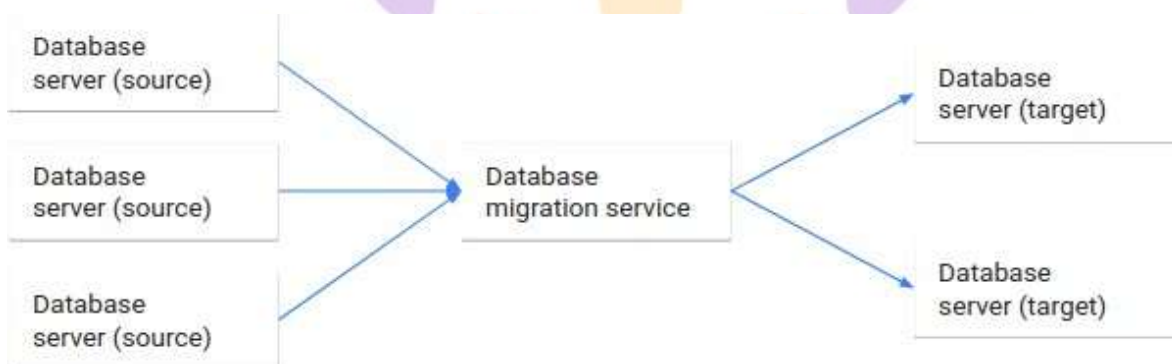 Database
server (source)
Database
server (source)
Database
server (source)
Database
migration service
Database
server (target)
Database
server (target)